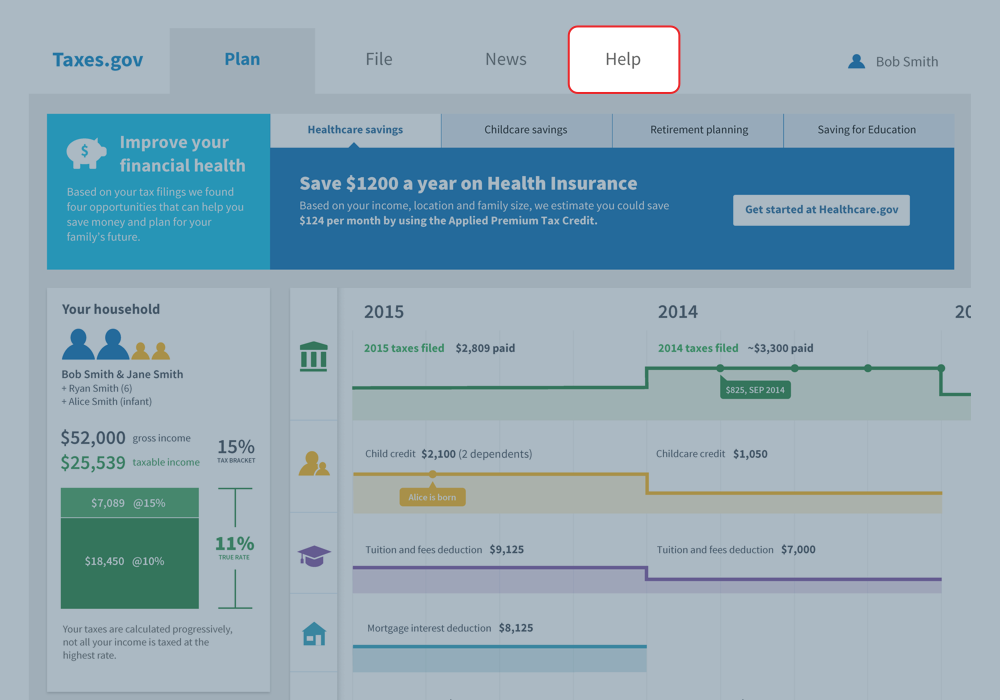 Taxes.gov
Plan
File
News
Help
Bob Smith
Improve your
financial health
Based on your tax filings we found
four opportunities that can help you
save money and plan for your
family's future.
Healthcare savings
Childcare savings
Retirement planning
Saving for Education
Save $1200 a year on Health Insurance
Based on your income, location and family size, we estimate you could save
$124 per month by using the Applied Premium Tax Credit.
Get started at Healthcare.gov
Your household
Bob Smith & Jane Smith
+ Ryan Smith (6)
+ Alice Smith (infant)
$52,000 gross income
$25,539 taxable income
15%
TAX BRACKET
$7,089 @15%
$18,450 @10%
11%
TRUE RATE
Your taxes are calculated progressively,
not all your income is taxed at the
highest rate.
2015
2014
20
2015 taxes filed $2,809 paid
2014 taxes filed ~$3,300 paid
$825, SEP 2014
Child credit $2,100 (2 dependents)
Childcare credit $1,050
Alice is born
Tuition and fees deduction $9,125
Tuition and fees deduction $7,000
Mortgage interest deduction $8,125